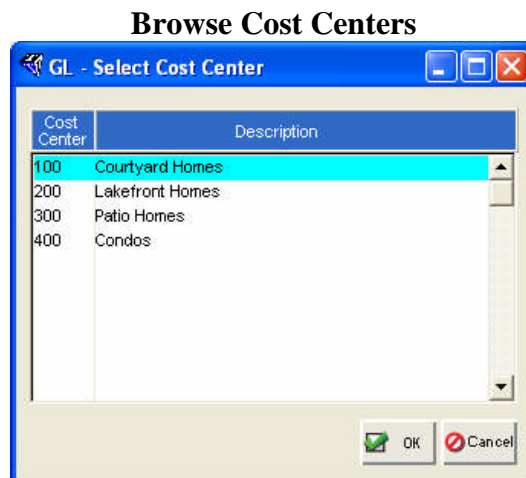 Browse Cost Centers
GL - Select Cost Center
Cost Center Description
100 Courtyard Homes
200 Lakefront Homes
300 Patio Homes
400 Condos
OK Cancel